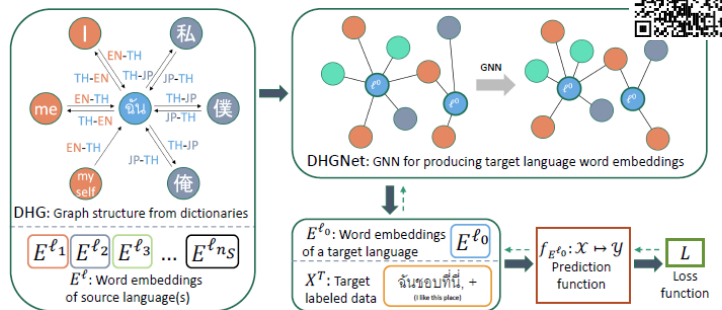 I
私
EN-TH
TH-EN
TH-JP
JP-TH
me
EN-TH
TH-EN
ฉัน
TH-JP
JP-TH
僕
EN-TH
TH-JP
JP-TH
my
self
俺
DHG: Graph structure from dictionaries
E^ℓ1 E^ℓ2 E^ℓ3 ... E^ℓnS
E^ℓ: Word embeddings
of source language(s)
ℓ⁰
ℓ⁰
GNN
ℓ⁰
ℓ⁰
DHGNet: GNN for producing target language word embeddings
E^ℓ0: Word embeddings
of a target language
E^ℓ0
X^T: Target
labeled data
ฉันชอบที่นี่, +
(I like this place)
f_E^ℓ0: X ↦ Y
Prediction
function
L
Loss
function